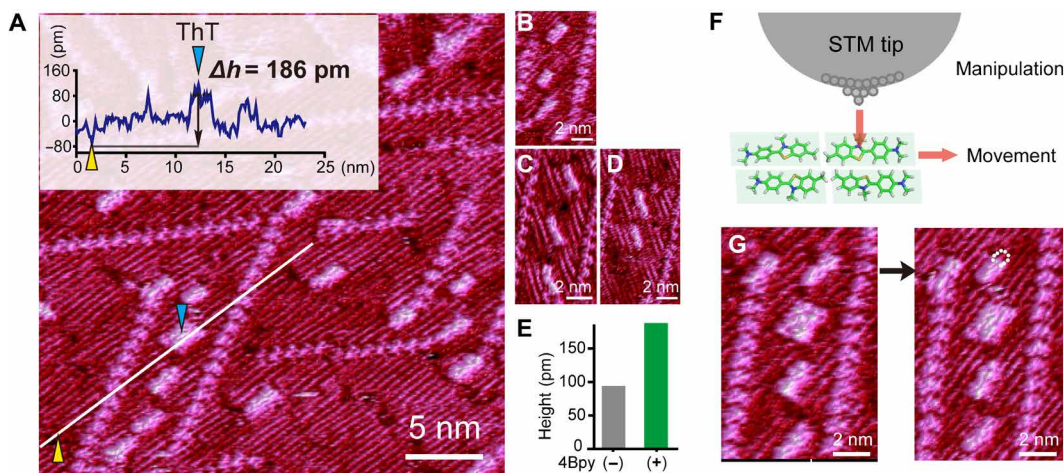 A
ThT
Δh = 186 pm
(pm)
160
80
0
−80
0 5 10 15 20 25 (nm)
5 nm
B
2 nm
C
2 nm
D
2 nm
E
Height (pm)
150
100
50
0
4Bpy (−) (+)
F
STM tip
Manipulation
Movement
G
2 nm
2 nm